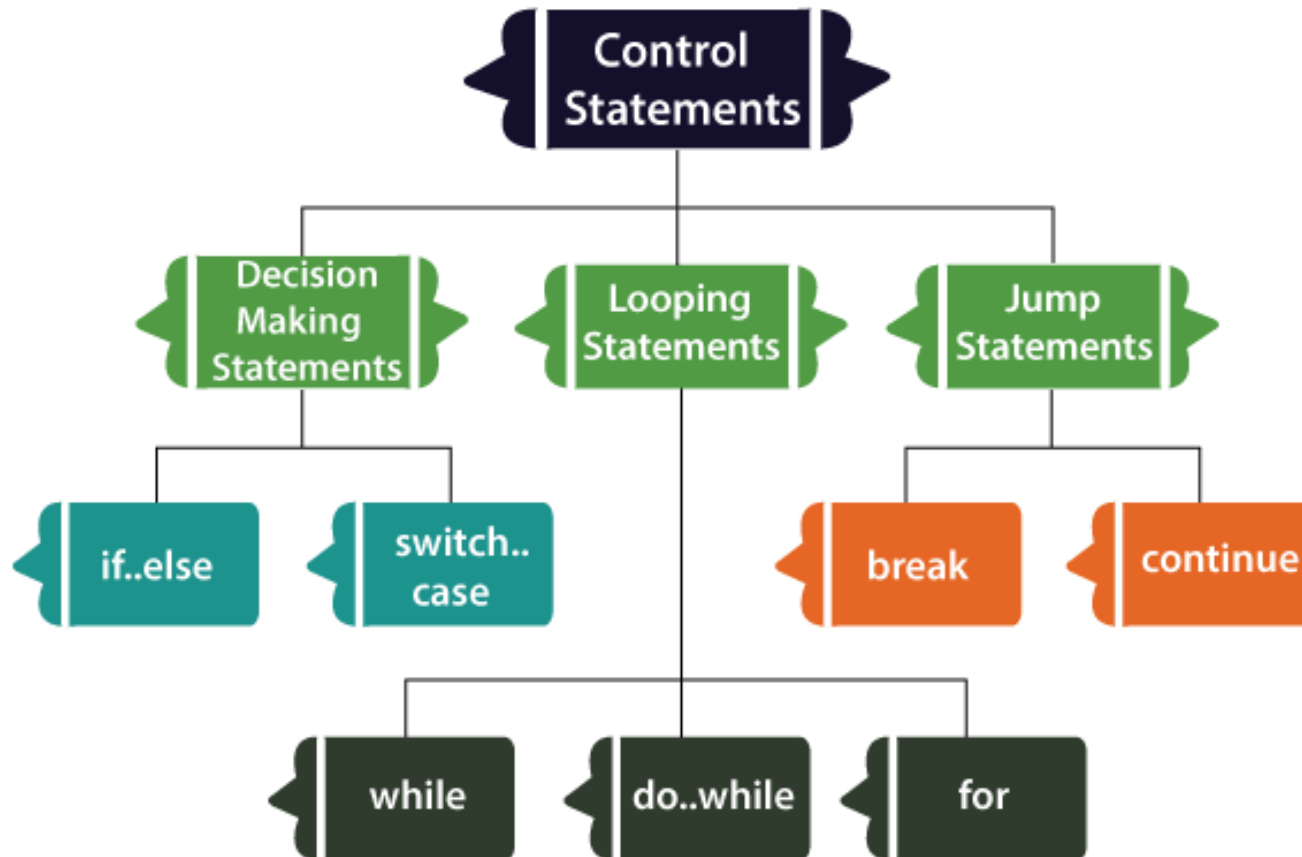 Control
Statements
Decision
Making
Statements
Looping
Statements
Jump
Statements
if..else
switch..
case
break
continue
while
do..while
for